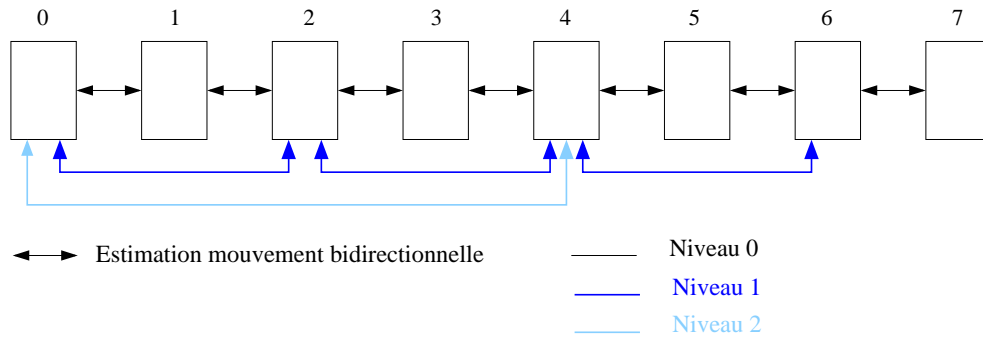 0 1 2 3 4 5 6 7
Estimation mouvement bidirectionnelle
Niveau 0
Niveau 1
Niveau 2